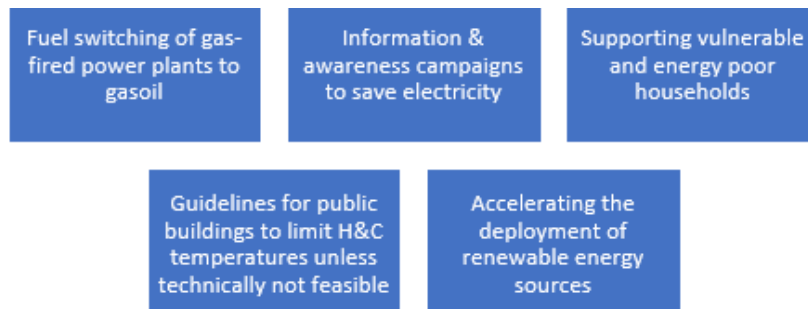 Fuel switching of gas-
fired power plants to
gasoil
Information &
awareness campaigns
to save electricity
Supporting vulnerable
and energy poor
households
Guidelines for public
buildings to limit H&C
temperatures unless
technically not feasible
Accelerating the
deployment of
renewable energy
sources